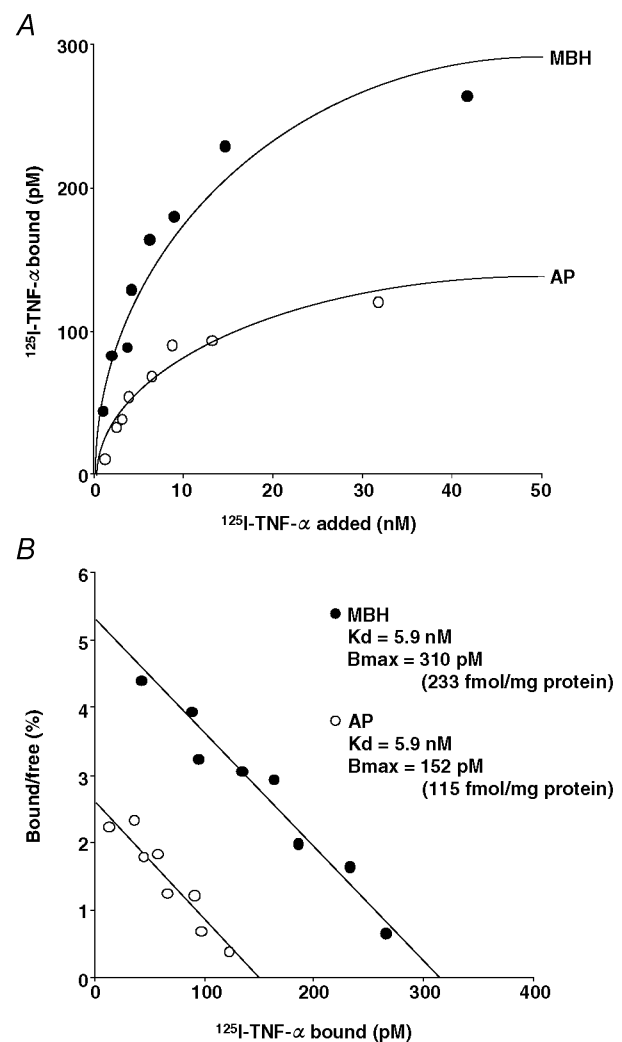 A
300
200
100
0
¹²⁵I-TNF-α bound (pM)
MBH
AP
0 10 20 30 40 50
¹²⁵I-TNF-α added (nM)
B
6
5
4
3
2
1
0
Bound/free (%)
MBH
Kd = 5.9 nM
Bmax = 310 pM
(233 fmol/mg protein)
AP
Kd = 5.9 nM
Bmax = 152 pM
(115 fmol/mg protein)
0 100 200 300 400
¹²⁵I-TNF-α bound (pM)